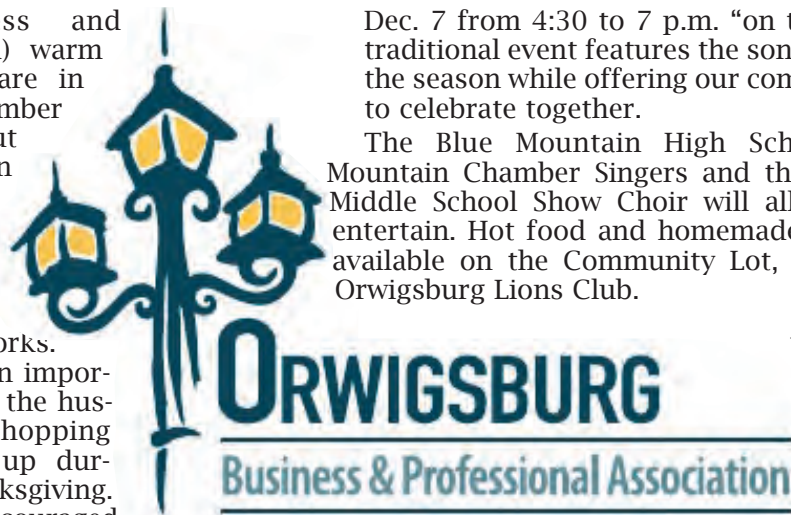 ss and
) warm
are in
mber
ut
n
orks.
n impor-
the hus-
hopping
up dur-
ksgiving.
couraged
Dec. 7 from 4:30 to 7 p.m. “on t
traditional event features the son
the season while offering our com
to celebrate together.
The Blue Mountain High Sch
Mountain Chamber Singers and th
Middle School Show Choir will all
entertain. Hot food and homemade
available on the Community Lot,
Orwigsburg Lions Club.
ORWIGSBURG
Business & Professional Association